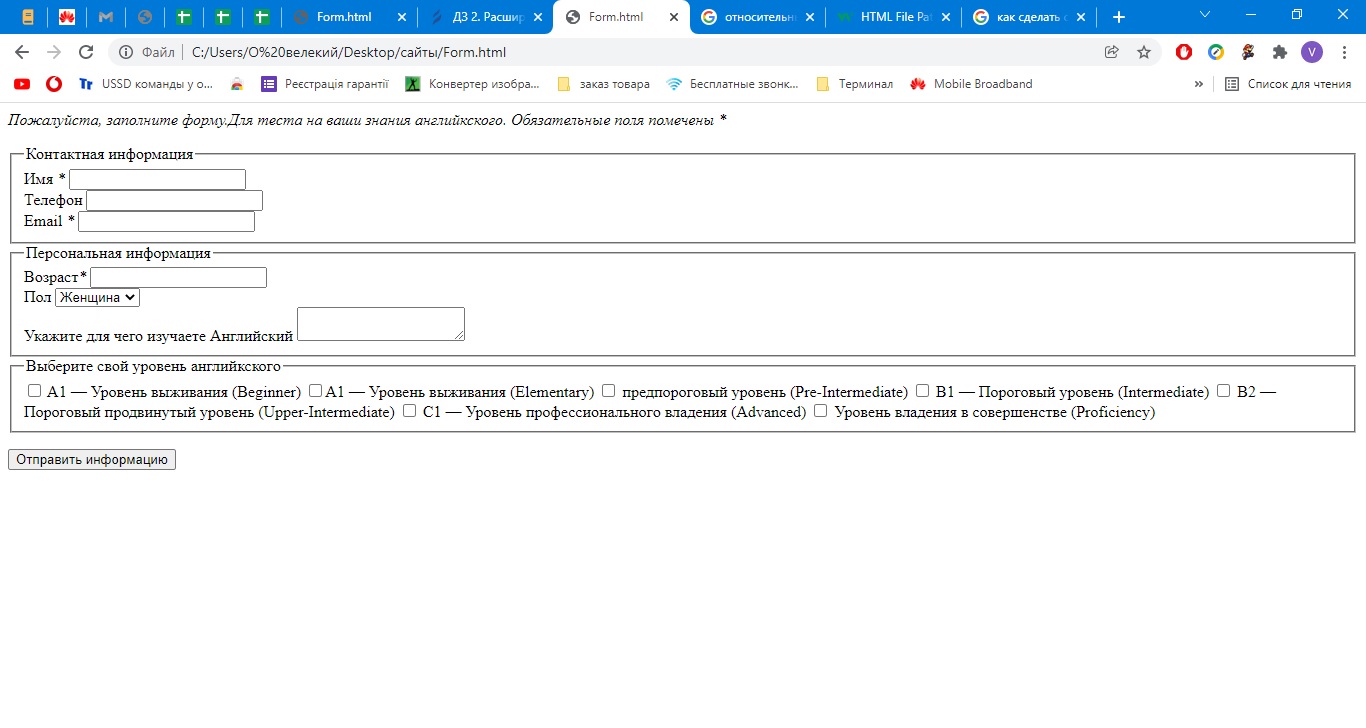 Form.html
ДЗ 2. Расшир
Form.html
относительн
HTML File Pat
как сделать с
Файл C:/Users/О%20велекий/Desktop/сайты/Form.html
V
USSD команды у о...
Реєстрація гарантії
Конвертер изобра...
заказ товара
Бесплатные звонк...
Терминал
Mobile Broadband
Список для чтения
Пожалуйста, заполните форму.Для теста на ваши знания английкского. Обязательные поля помечены *
Контактная информация
Имя *
Телефон
Email *
Персональная информация
Возраст*
Пол Женщина
Укажите для чего изучаете Английский
Выберите свой уровень английкского
A1 — Уровень выживания (Beginner) A1 — Уровень выживания (Elementary) предпороговый уровень (Pre-Intermediate) B1 — Пороговый уровень (Intermediate) B2 —
Пороговый продвинутый уровень (Upper-Intermediate) C1 — Уровень профессионального владения (Advanced) Уровень владения в совершенстве (Proficiency)
Отправить информацию